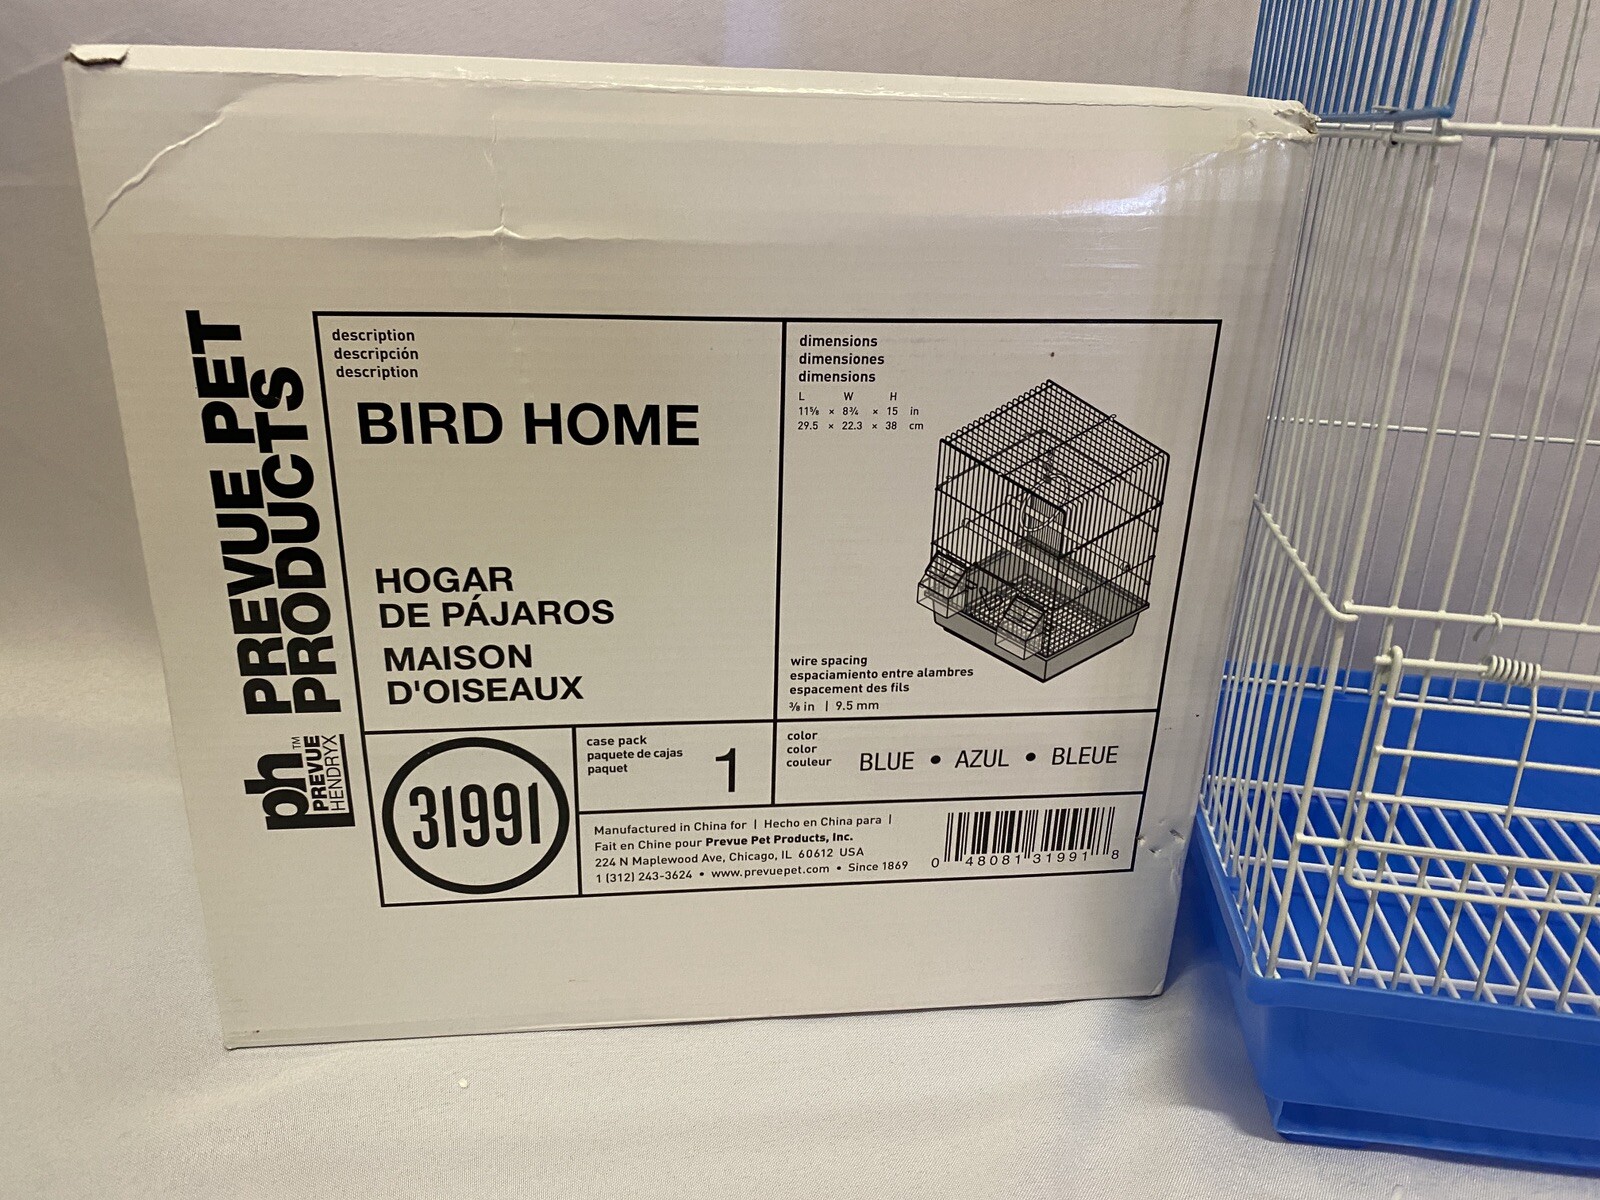 PREVUE PET
PRODUCTS
ph™
PREVUE
HENDRYX
description
descripción
description
BIRD HOME
HOGAR
DE PÁJAROS
MAISON
D'OISEAUX
dimensions
dimensiones
dimensions
L W H
11⅝ × 8¾ × 15 in
29.5 × 22.3 × 38 cm
wire spacing
espaciamiento entre alambres
espacement des fils
⅜ in | 9.5 mm
31991
case pack
paquete de cajas
paquet
1
color
color
couleur
BLUE • AZUL • BLEUE
Manufactured in China for | Hecho en China para |
Fait en Chine pour Prevue Pet Products, Inc.
224 N Maplewood Ave, Chicago, IL 60612 USA
1 (312) 243-3624 • www.prevuepet.com • Since 1869
0 48081 31991 8